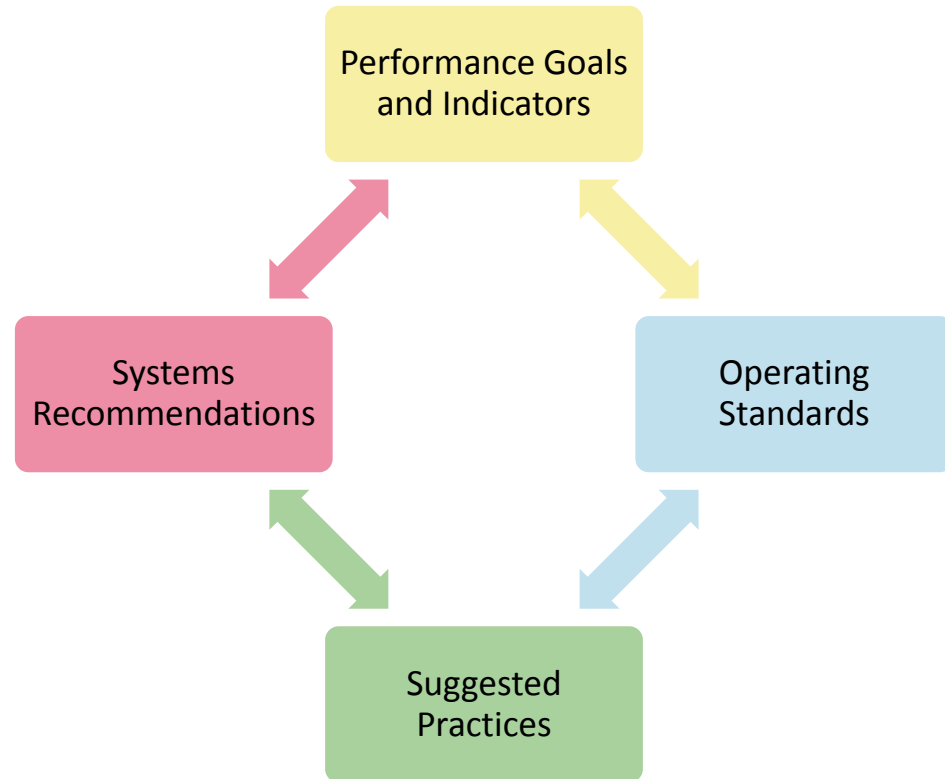 Performance Goals
and Indicators
Systems
Recommendations
Operating
Standards
Suggested
Practices